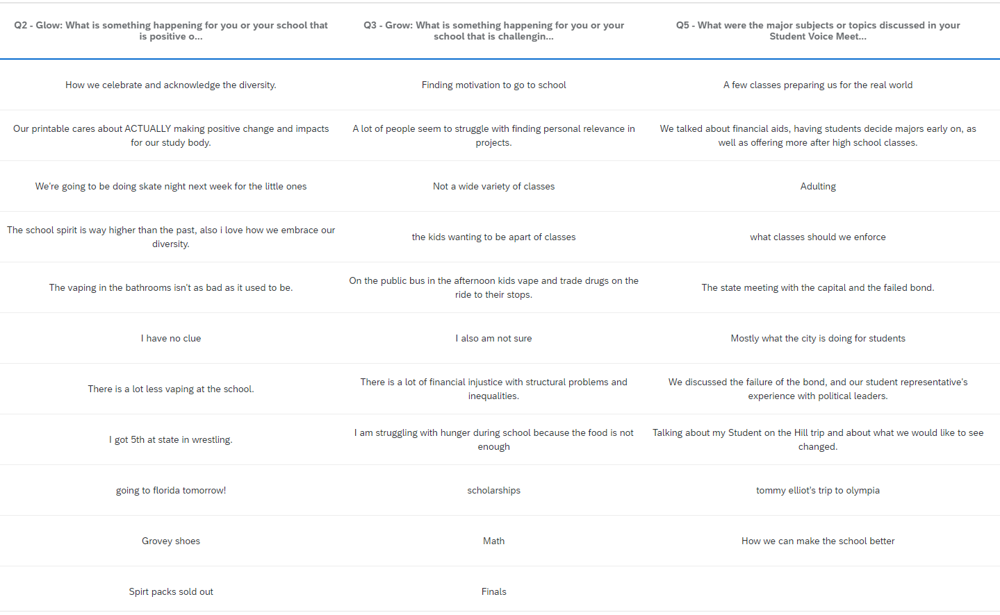 Q2 - Glow: What is something happening for you or your school that
is positive o...
Q3 - Grow: What is something happening for you or your
school that is challengin...
Q5 - What were the major subjects or topics discussed in your
Student Voice Meet...
How we celebrate and acknowledge the diversity.
Finding motivation to go to school
A few classes preparing us for the real world
Our printable cares about ACTUALLY making positive change and impacts
for our study body.
A lot of people seem to struggle with finding personal relevance in
projects.
We talked about financial aids, having students decide majors early on, as
well as offering more after high school classes.
We're going to be doing skate night next week for the little ones
Not a wide variety of classes
Adulting
The school spirit is way higher than the past, also i love how we embrace our
diversity.
the kids wanting to be apart of classes
what classes should we enforce
The vaping in the bathrooms isn't as bad as it used to be.
On the public bus in the afternoon kids vape and trade drugs on the
ride to their stops.
The state meeting with the capital and the failed bond.
I have no clue
I also am not sure
Mostly what the city is doing for students
There is a lot less vaping at the school.
There is a lot of financial injustice with structural problems and
inequalities.
We discussed the failure of the bond, and our student representative's
experience with political leaders.
I got 5th at state in wrestling.
I am struggling with hunger during school because the food is not
enough
Talking about my Student on the Hill trip and about what we would like to see
changed.
going to florida tomorrow!
scholarships
tommy elliot's trip to olympia
Grovey shoes
Math
How we can make the school better
Spirt packs sold out
Finals